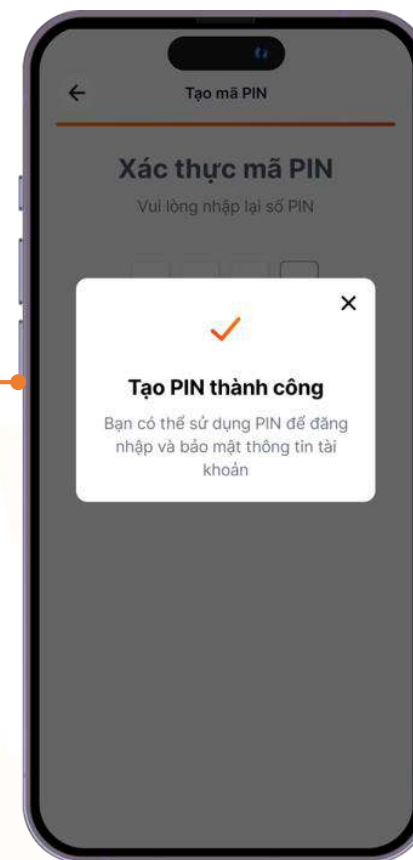 Tạo mã PIN
Xác thực mã PIN
Vui lòng nhập lại số PIN
Tạo PIN thành công
Bạn có thể sử dụng PIN để đăng
nhập và bảo mật thông tin tài
khoản